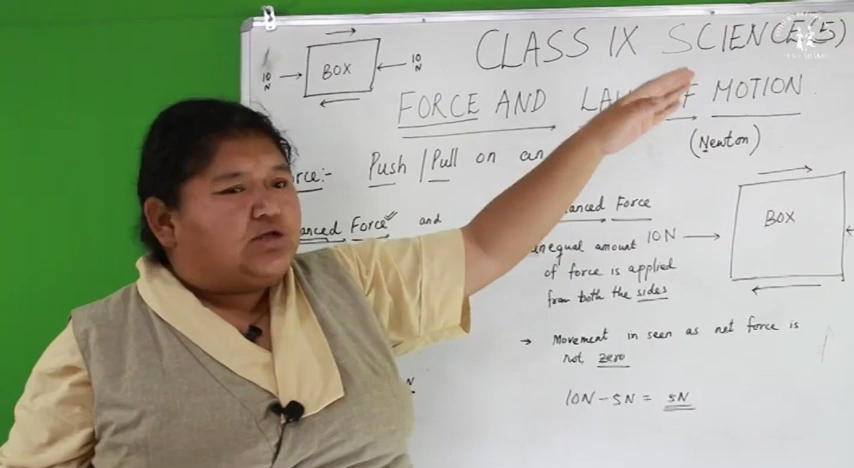 CLASS IX SCIENCE (5)
10 N
BOX
10 N
FORCE AND LAW OF MOTION
(Newton)
rce:- Push / Pull on an
anced Force and
anced Force
unequal amount
of force is applied
from both the sides
10N
BOX
→ Movement in seen as net force is
not zero
10N - 5N = 5N